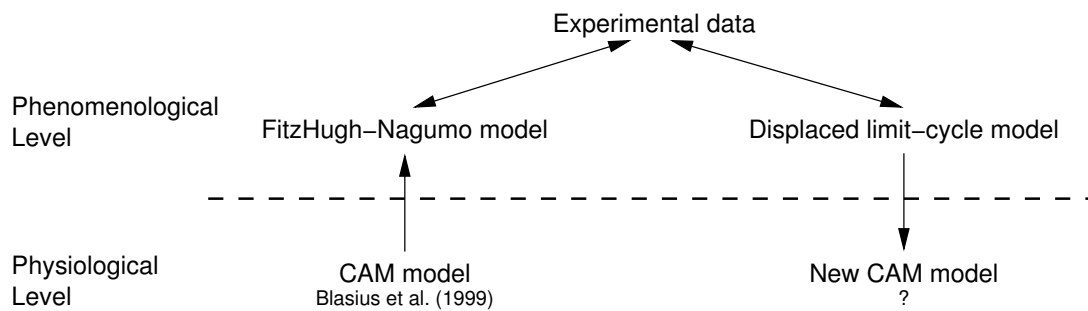 Experimental data
Phenomenological
Level
FitzHugh−Nagumo model
Displaced limit−cycle model
Physiological
Level
CAM model
Blasius et al. (1999)
New CAM model
?